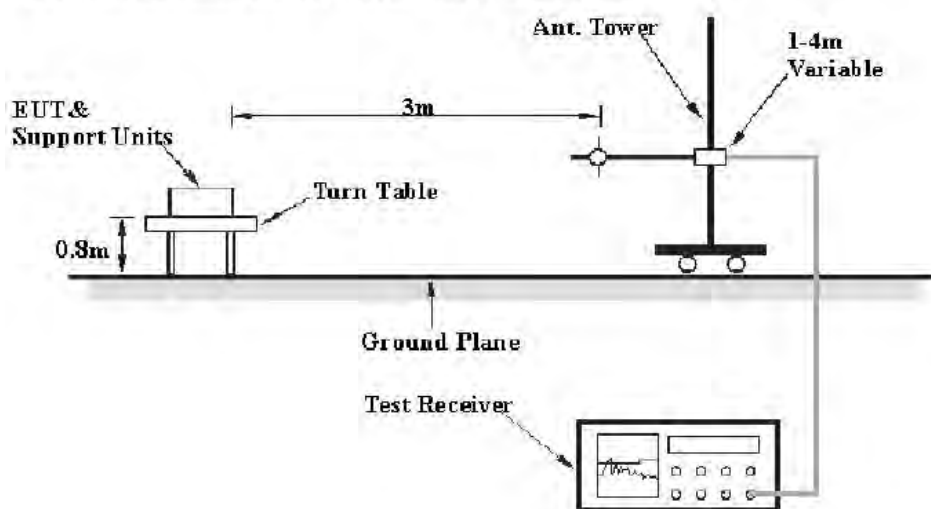 Ant. Tower
1-4m
Variable
EUT &
Support Units
3m
Turn Table
0.8m
Ground Plane
Test Receiver